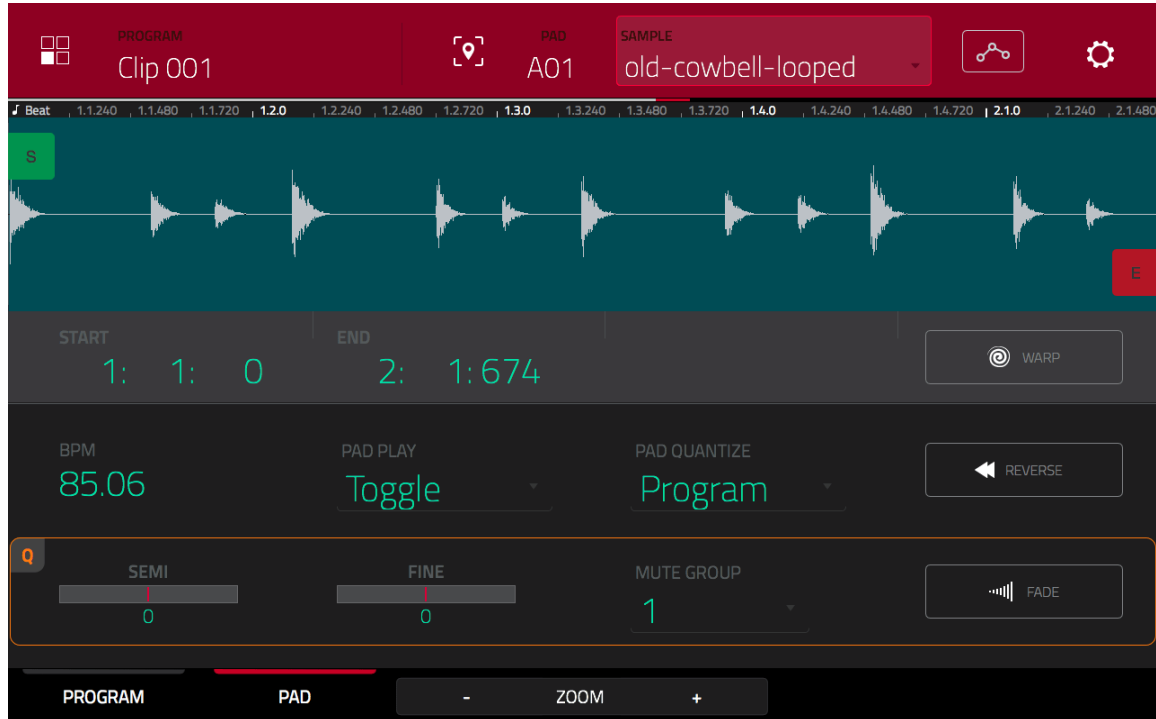 PROGRAM PAD SAMPLE
Clip 001 A01 old-cowbell-looped
Beat 1.1.240 1.1.480 1.1.720 1.2.0 1.2.240 1.2.480 1.2.720 1.3.0 1.3.240 1.3.480 1.3.720 1.4.0 1.4.240 1.4.480 1.4.720 2.1.0 2.1.240 2.1.480
S
E
START END
1: 1: 0 2: 1: 674 WARP
BPM PAD PLAY PAD QUANTIZE
85.06 Toggle Program REVERSE
Q
SEMI FINE MUTE GROUP
0 0 1 FADE
PROGRAM PAD - ZOOM +